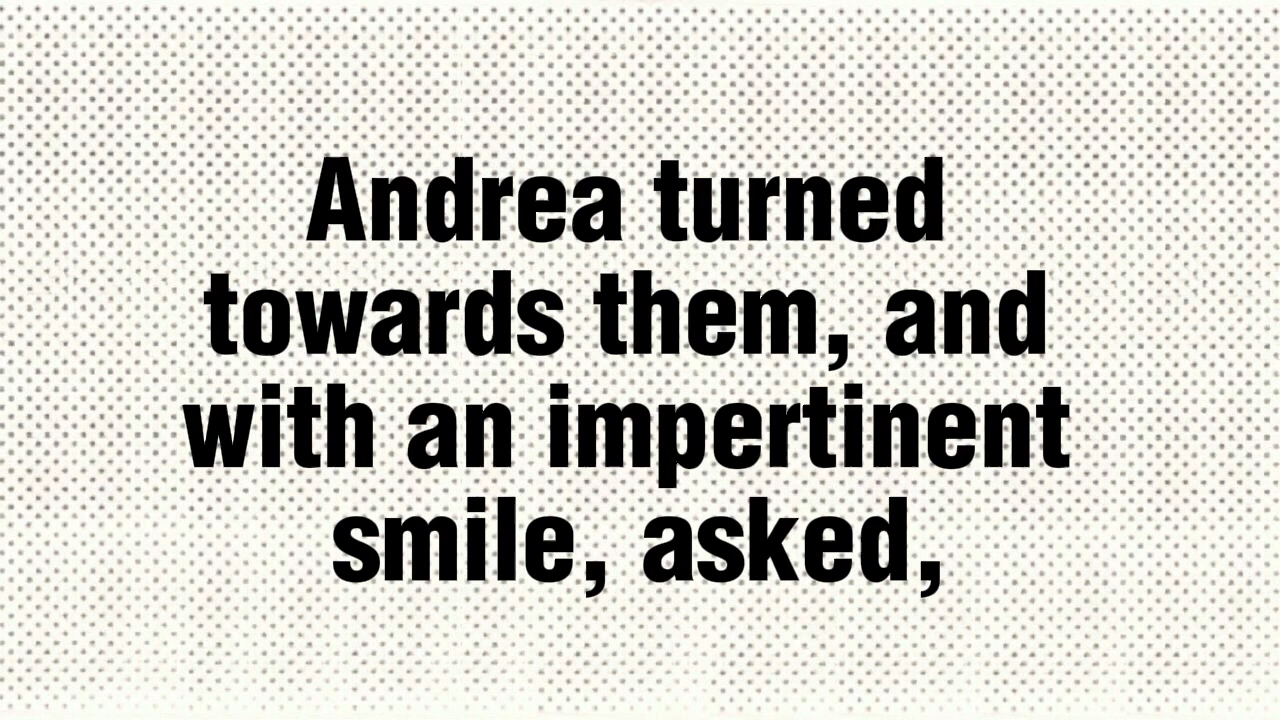 Andrea turned
towards them, and
with an impertinent
smile, asked,